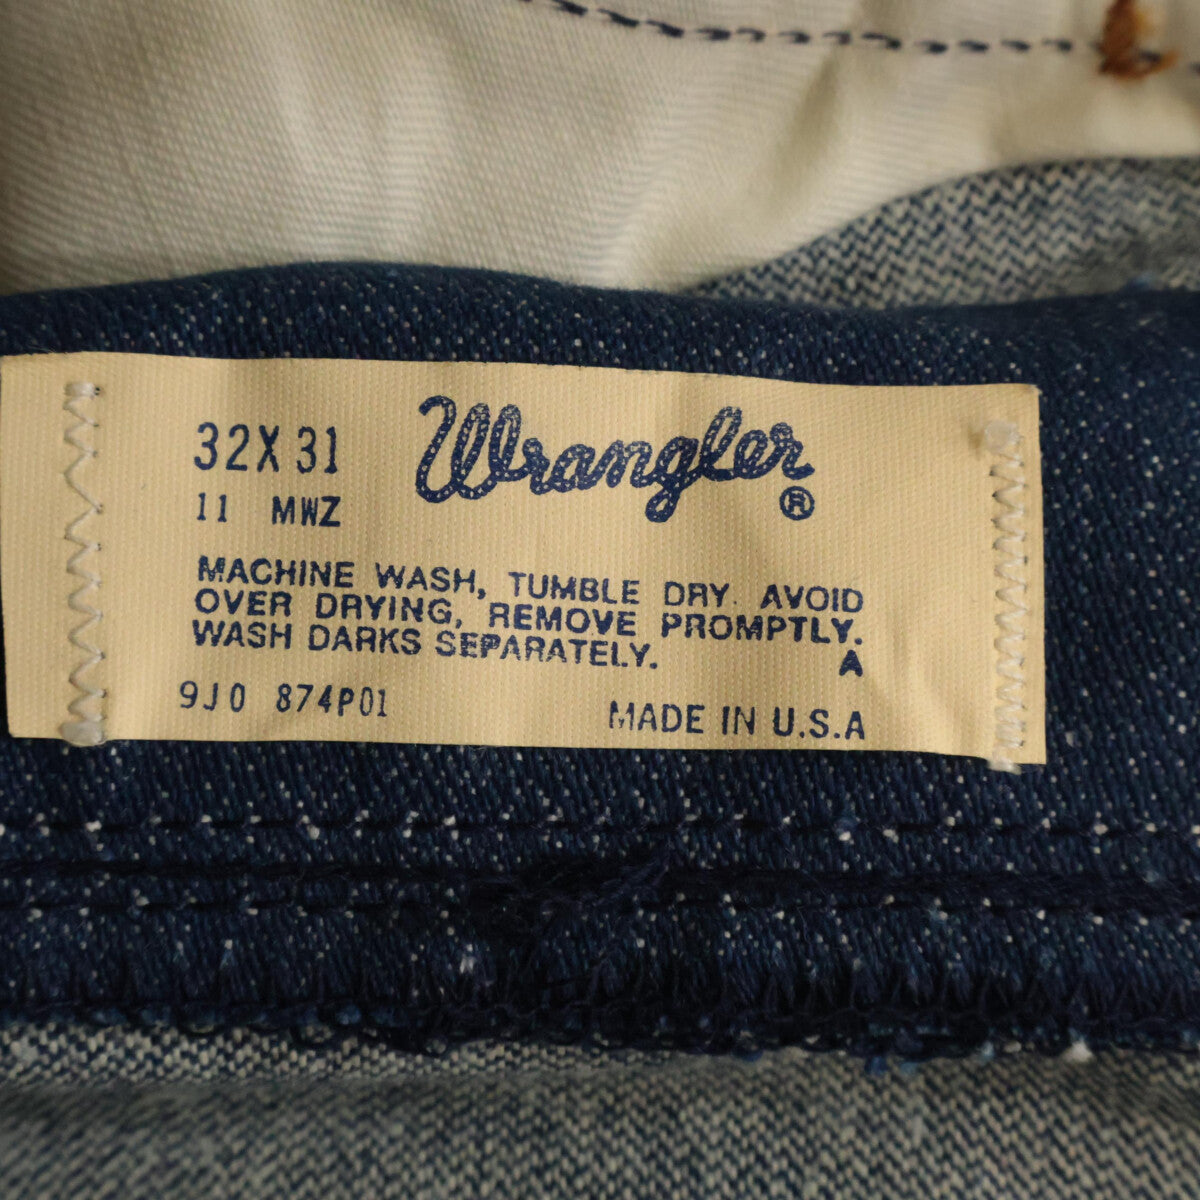 32X31 Wrangler®
11 MWZ
MACHINE WASH, TUMBLE DRY. AVOID
OVER DRYING, REMOVE PROMPTLY.
WASH DARKS SEPARATELY. A
9J0 874P01 MADE IN U.S.A